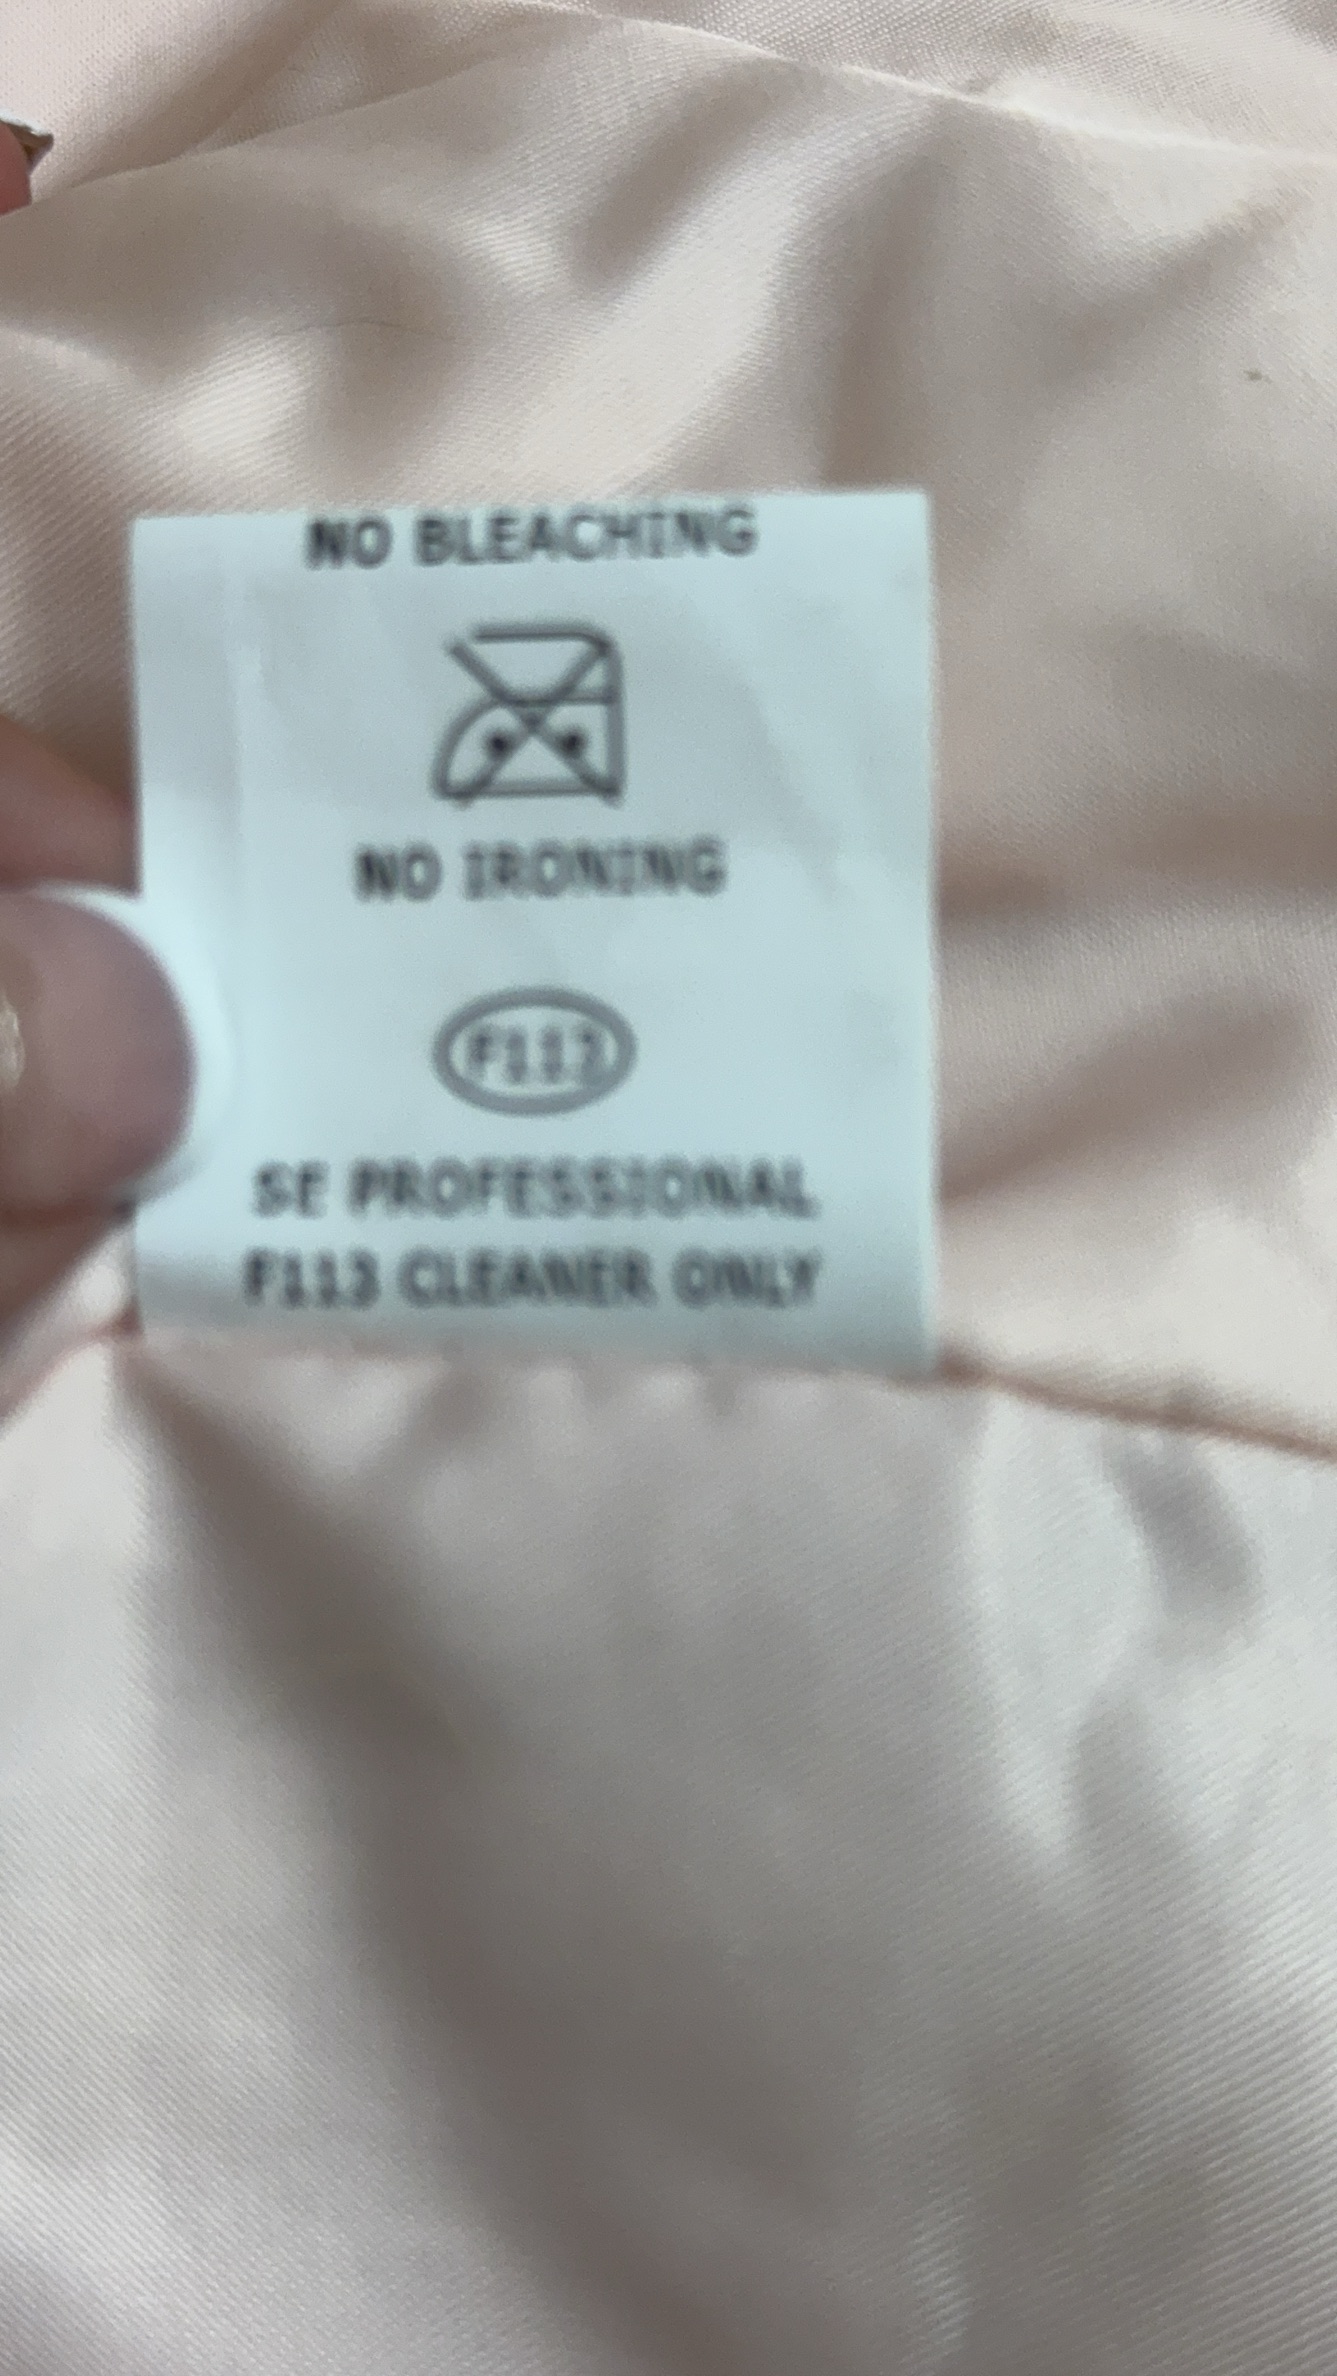 NO BLEACHING
NO IRONING
F113
SE PROFESSIONAL
F113 CLEANER ONLY